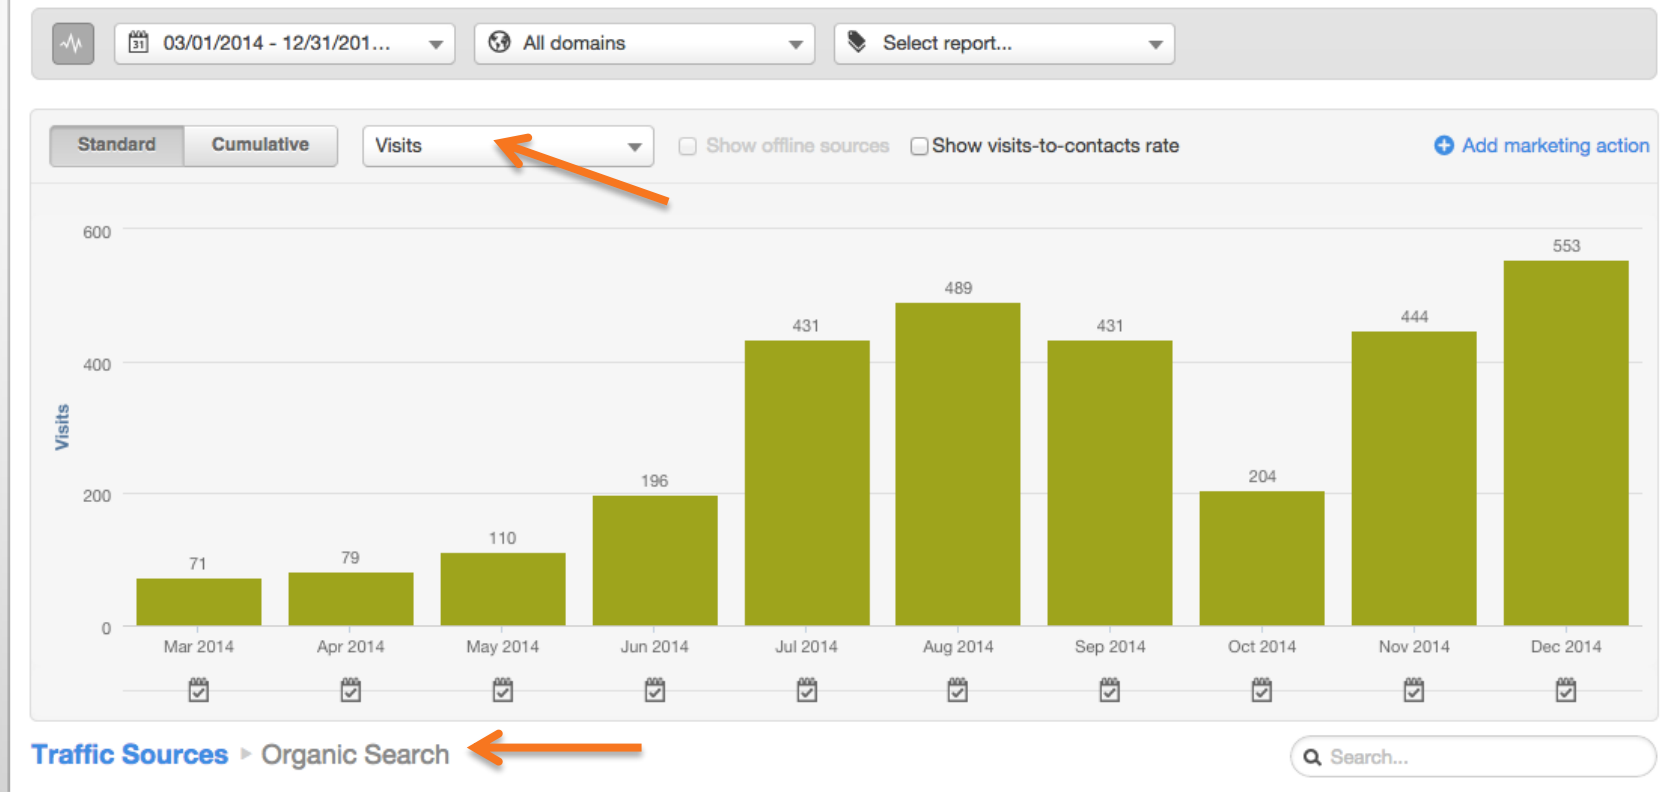 31 03/01/2014 - 12/31/201... All domains Select report...
Standard Cumulative Visits Show offline sources Show visits-to-contacts rate Add marketing action
600
553
489
444
431
431
400
Visits
204
196
200
110
79
71
0
Mar 2014 Apr 2014 May 2014 Jun 2014 Jul 2014 Aug 2014 Sep 2014 Oct 2014 Nov 2014 Dec 2014
Traffic Sources Organic Search Search...